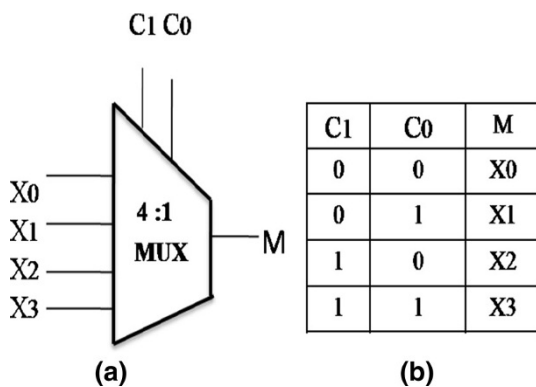 C1 C0
X0
X1
X2
X3
4 :1
MUX
M
(a)
C1 C0 M
0 0 X0
0 1 X1
1 0 X2
1 1 X3
(b)